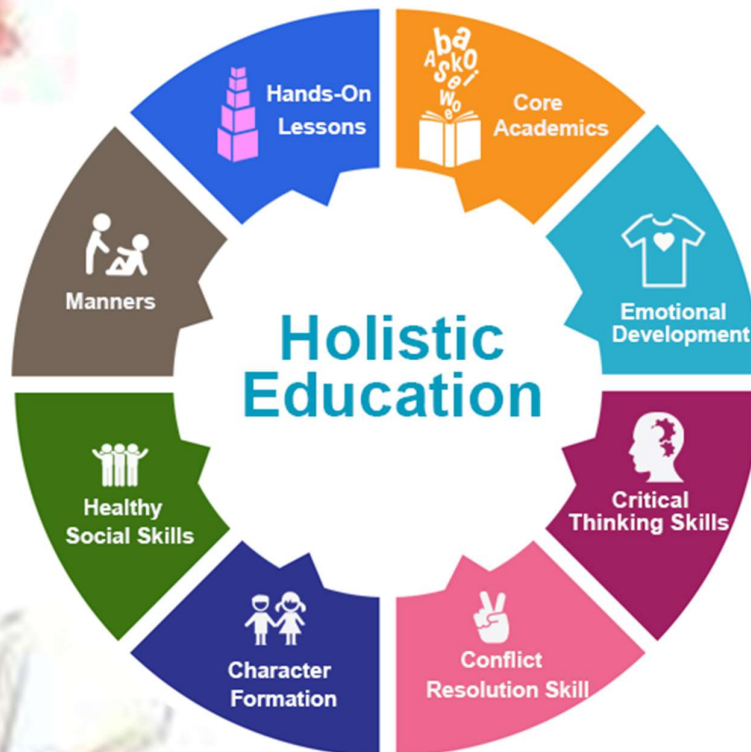 Holistic
Education
Core
Academics
Emotional
Development
Critical
Thinking Skills
Conflict
Resolution Skill
Character
Formation
Healthy
Social Skills
Manners
Hands-On
Lessons